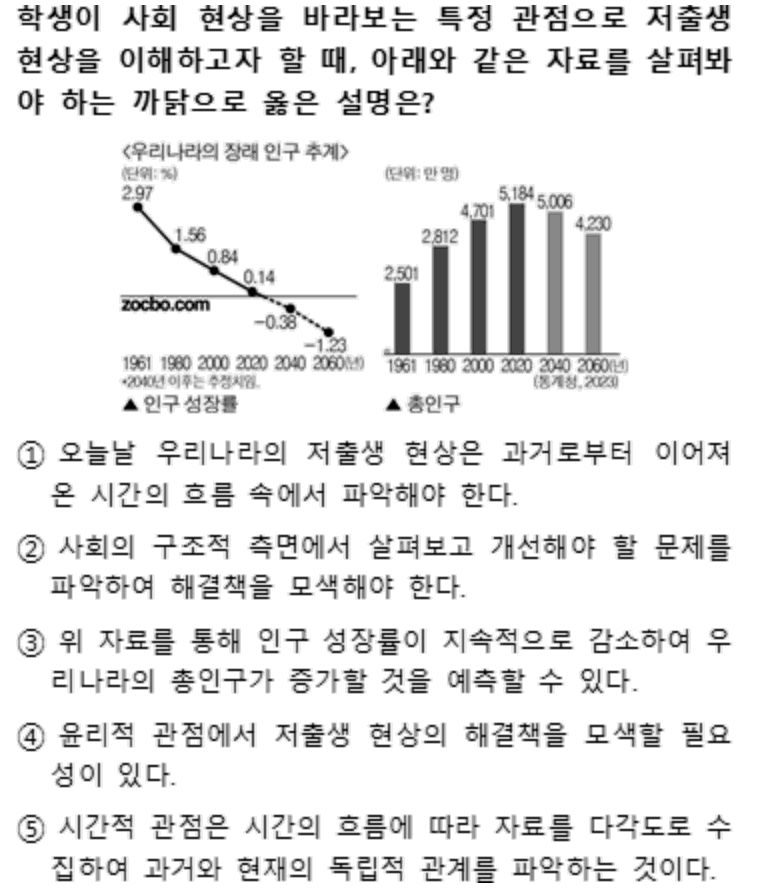 학생이 사회 현상을 바라보는 특정 관점으로 저출생
현상을 이해하고자 할 때, 아래와 같은 자료를 살펴봐
야 하는 까닭으로 옳은 설명은?
<우리나라의 장래 인구 추계>
(단위: %)
2.97
1.56
0.84
0.14
-0.38
-1.23
zocbo.com
1961 1980 2000 2020 2040 2060(년)
*2040년 이후는 추정치임.
▲ 인구 성장률
(단위: 만 명)
2,501
2,812
4,701
5,184
5,006
4,230
0
1961 1980 2000 2020 2040 2060(년)
(통계청, 2023)
▲ 총인구
① 오늘날 우리나라의 저출생 현상은 과거로부터 이어져
온 시간의 흐름 속에서 파악해야 한다.
② 사회의 구조적 측면에서 살펴보고 개선해야 할 문제를
파악하여 해결책을 모색해야 한다.
③ 위 자료를 통해 인구 성장률이 지속적으로 감소하여 우
리나라의 총인구가 증가할 것을 예측할 수 있다.
④ 윤리적 관점에서 저출생 현상의 해결책을 모색할 필요
성이 있다.
⑤ 시간적 관점은 시간의 흐름에 따라 자료를 다각도로 수
집하여 과거와 현재의 독립적 관계를 파악하는 것이다.